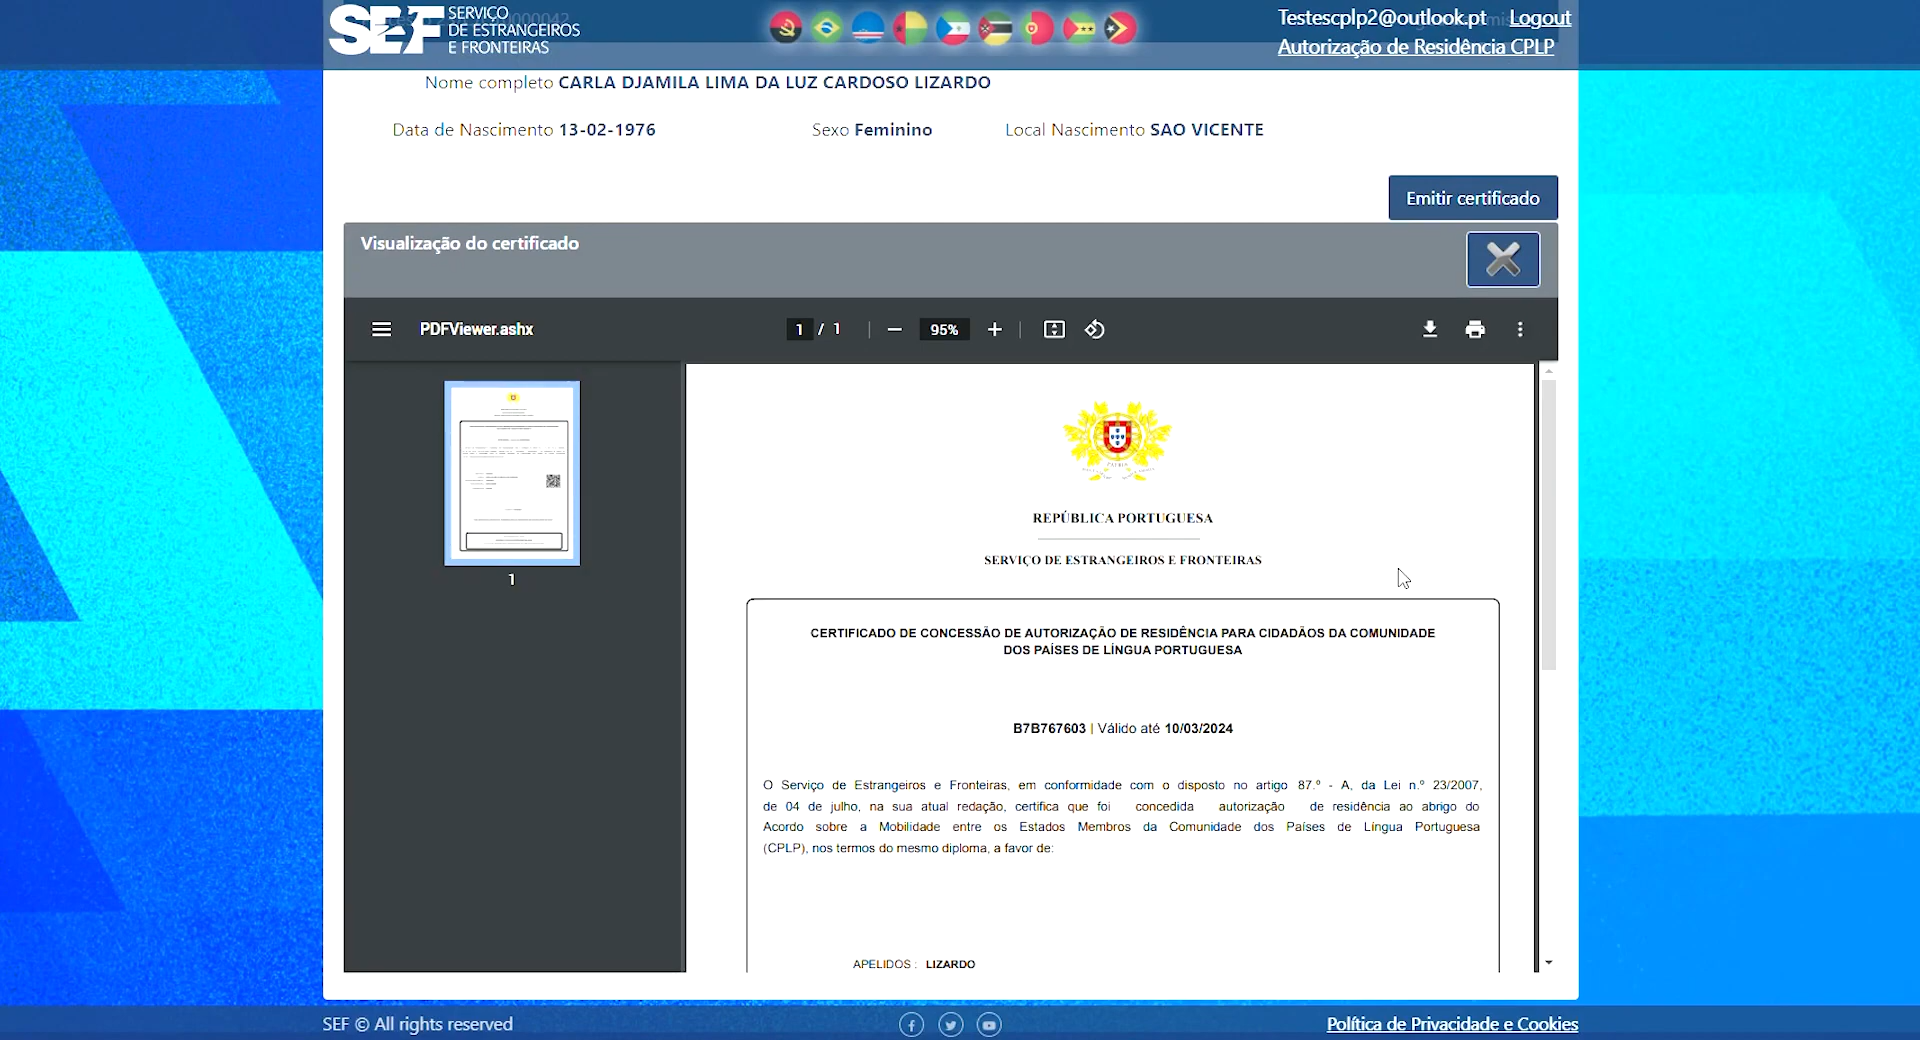 SEF SERVIÇO
DE ESTRANGEIROS
E FRONTEIRAS
Testescplp2@outlook.pt Logout
Autorização de Residência CPLP
Nome completo CARLA DJAMILA LIMA DA LUZ CARDOSO LIZARDO
Data de Nascimento 13-02-1976 Sexo Feminino Local Nascimento SAO VICENTE
Emitir certificado
Visualização do certificado
PDFViewer.ashx 1 / 1 95%
1
REPÚBLICA PORTUGUESA
SERVIÇO DE ESTRANGEIROS E FRONTEIRAS
CERTIFICADO DE CONCESSÃO DE AUTORIZAÇÃO DE RESIDÊNCIA PARA CIDADÃOS DA COMUNIDADE
DOS PAÍSES DE LÍNGUA PORTUGUESA
B7B767603 | Válido até 10/03/2024
O Serviço de Estrangeiros e Fronteiras, em conformidade com o disposto no artigo 87.º - A, da Lei n.º 23/2007,
de 04 de julho, na sua atual redação, certifica que foi concedida autorização de residência ao abrigo do
Acordo sobre a Mobilidade entre os Estados Membros da Comunidade dos Países de Língua Portuguesa
(CPLP), nos termos do mesmo diploma, a favor de:
APELIDOS : LIZARDO
SEF © All rights reserved
Política de Privacidade e Cookies